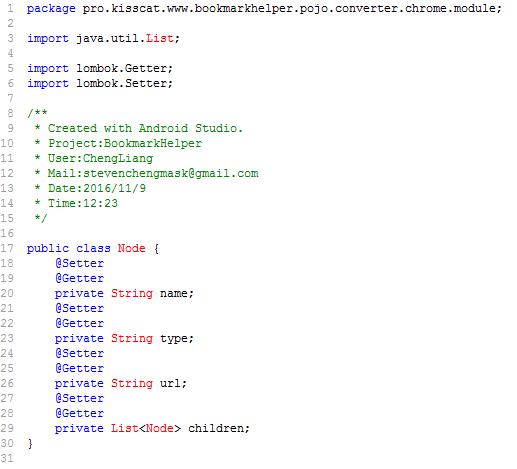 1 package pro.kisscat.www.bookmarkhelper.pojo.converter.chrome.module;
2
3 import java.util.List;
4
5 import lombok.Getter;
6 import lombok.Setter;
7
8 /**
9  * Created with Android Studio.
10  * Project:BookmarkHelper
11  * User:ChengLiang
12  * Mail:stevenchengmask@gmail.com
13  * Date:2016/11/9
14  * Time:12:23
15  */
16
17 public class Node {
18     @Setter
19     @Getter
20     private String name;
21     @Setter
22     @Getter
23     private String type;
24     @Setter
25     @Getter
26     private String url;
27     @Setter
28     @Getter
29     private List<Node> children;
30 }
31